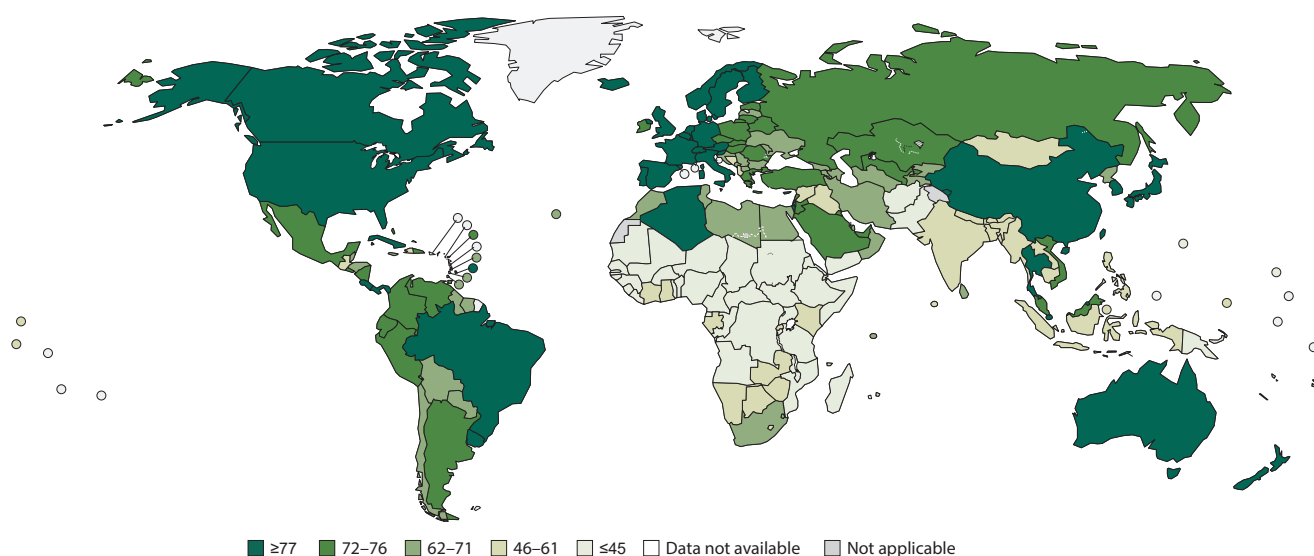 ≥77 72–76 62–71 46–61 ≤45 Data not available Not applicable